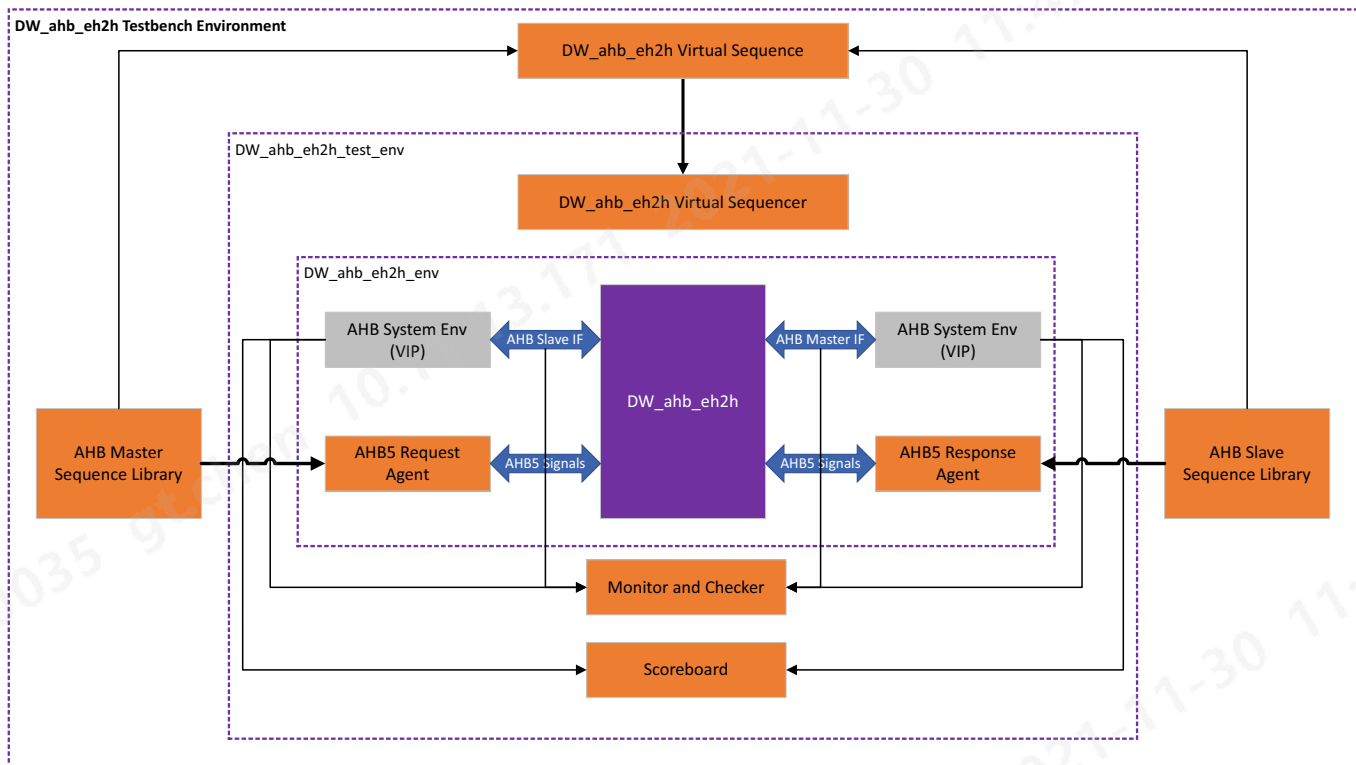 DW_ahb_eh2h Testbench Environment
DW_ahb_eh2h Virtual Sequence
DW_ahb_eh2h_test_env
DW_ahb_eh2h Virtual Sequencer
DW_ahb_eh2h_env
AHB System Env
(VIP)
AHB Slave IF
AHB Master IF
AHB System Env
(VIP)
DW_ahb_eh2h
AHB Master
Sequence Library
AHB5 Request
Agent
AHB5 Signals
AHB5 Signals
AHB5 Response
Agent
AHB Slave
Sequence Library
Monitor and Checker
Scoreboard